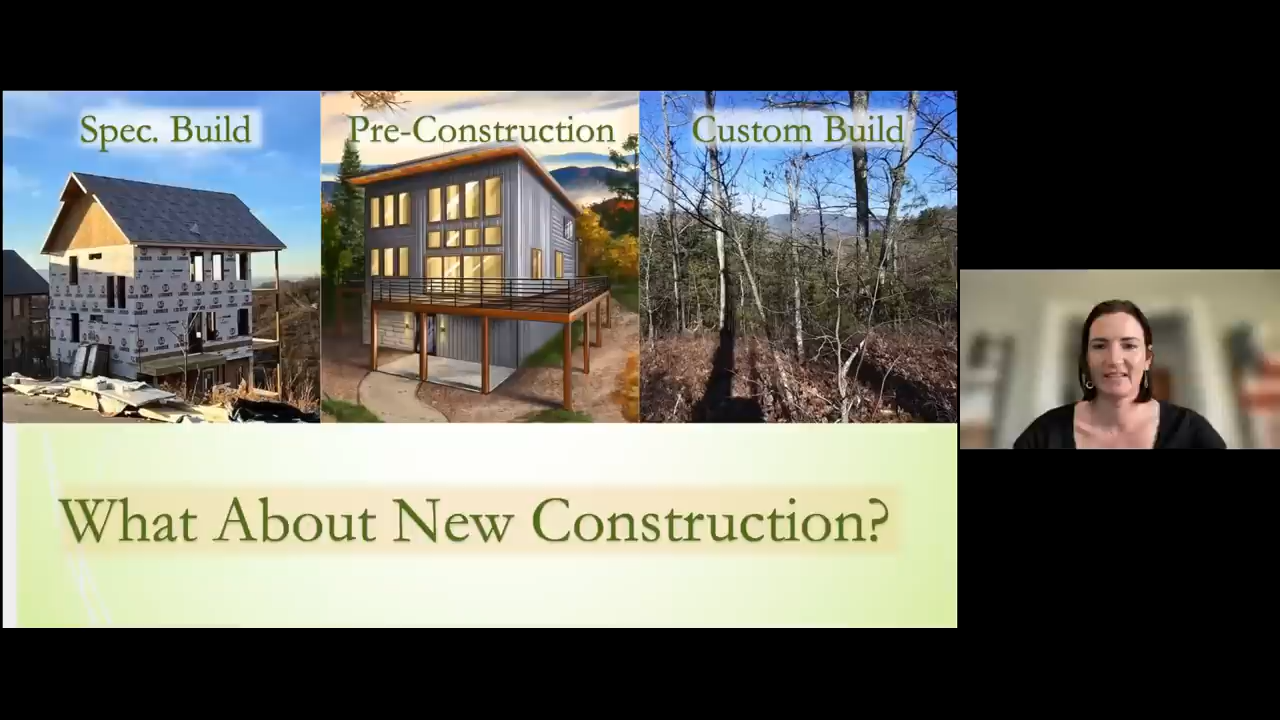 Spec. Build
Pre-Construction
Custom Build
What About New Construction?